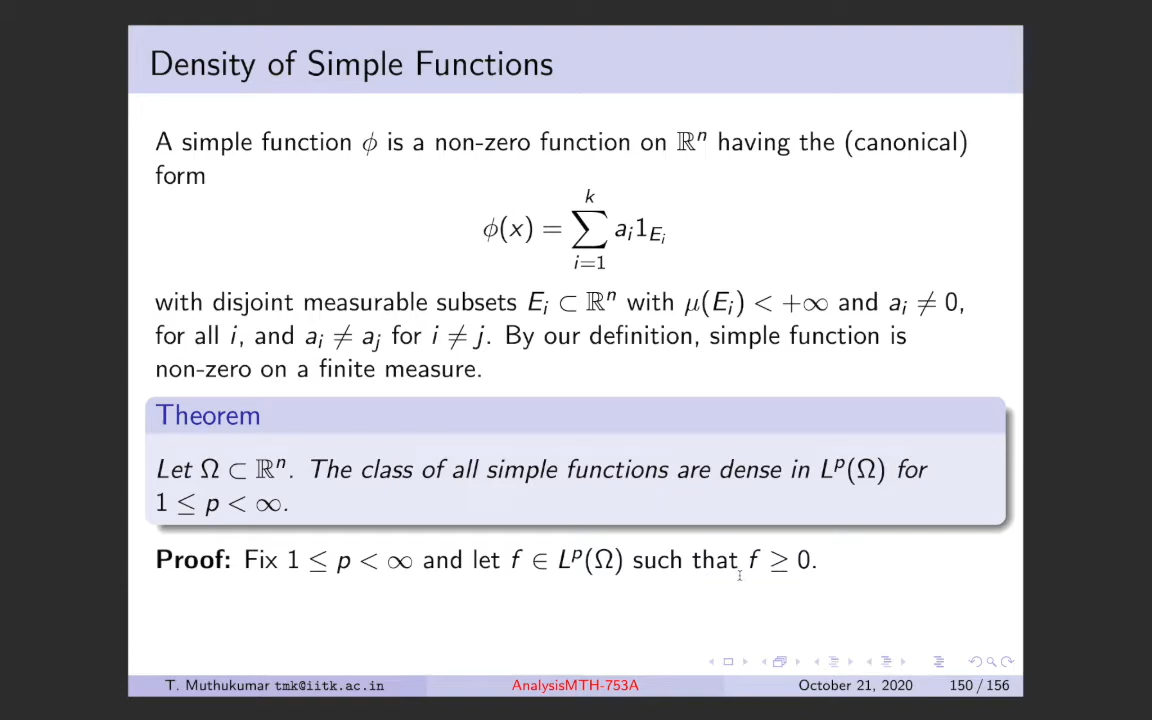 Density of Simple Functions
A simple function ϕ is a non-zero function on ℝⁿ having the (canonical)
form
ϕ(x) = ∑_{i=1}^{k} a_i 1_{E_i}
with disjoint measurable subsets E_i ⊂ ℝⁿ with μ(E_i) < +∞ and a_i ≠ 0,
for all i, and a_i ≠ a_j for i ≠ j. By our definition, simple function is
non-zero on a finite measure.
Theorem
Let Ω ⊂ ℝⁿ. The class of all simple functions are dense in Lᵖ(Ω) for
1 ≤ p < ∞.
Proof: Fix 1 ≤ p < ∞ and let f ∈ Lᵖ(Ω) such that f ≥ 0.
T. Muthukumar tmk@iitk.ac.in AnalysisMTH-753A October 21, 2020 150 / 156